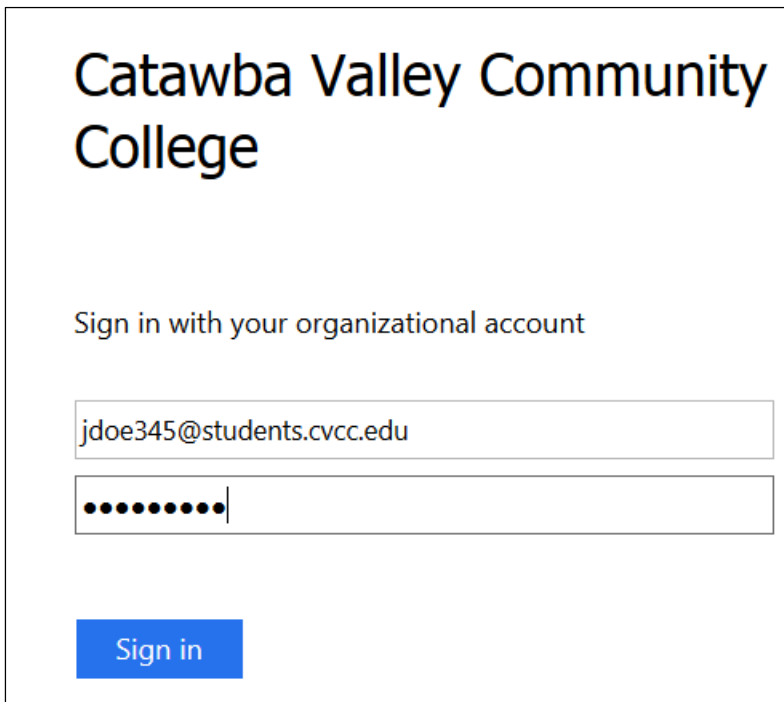 Catawba Valley Community
College
Sign in with your organizational account
jdoe345@students.cvcc.edu
•••••••••
Sign in